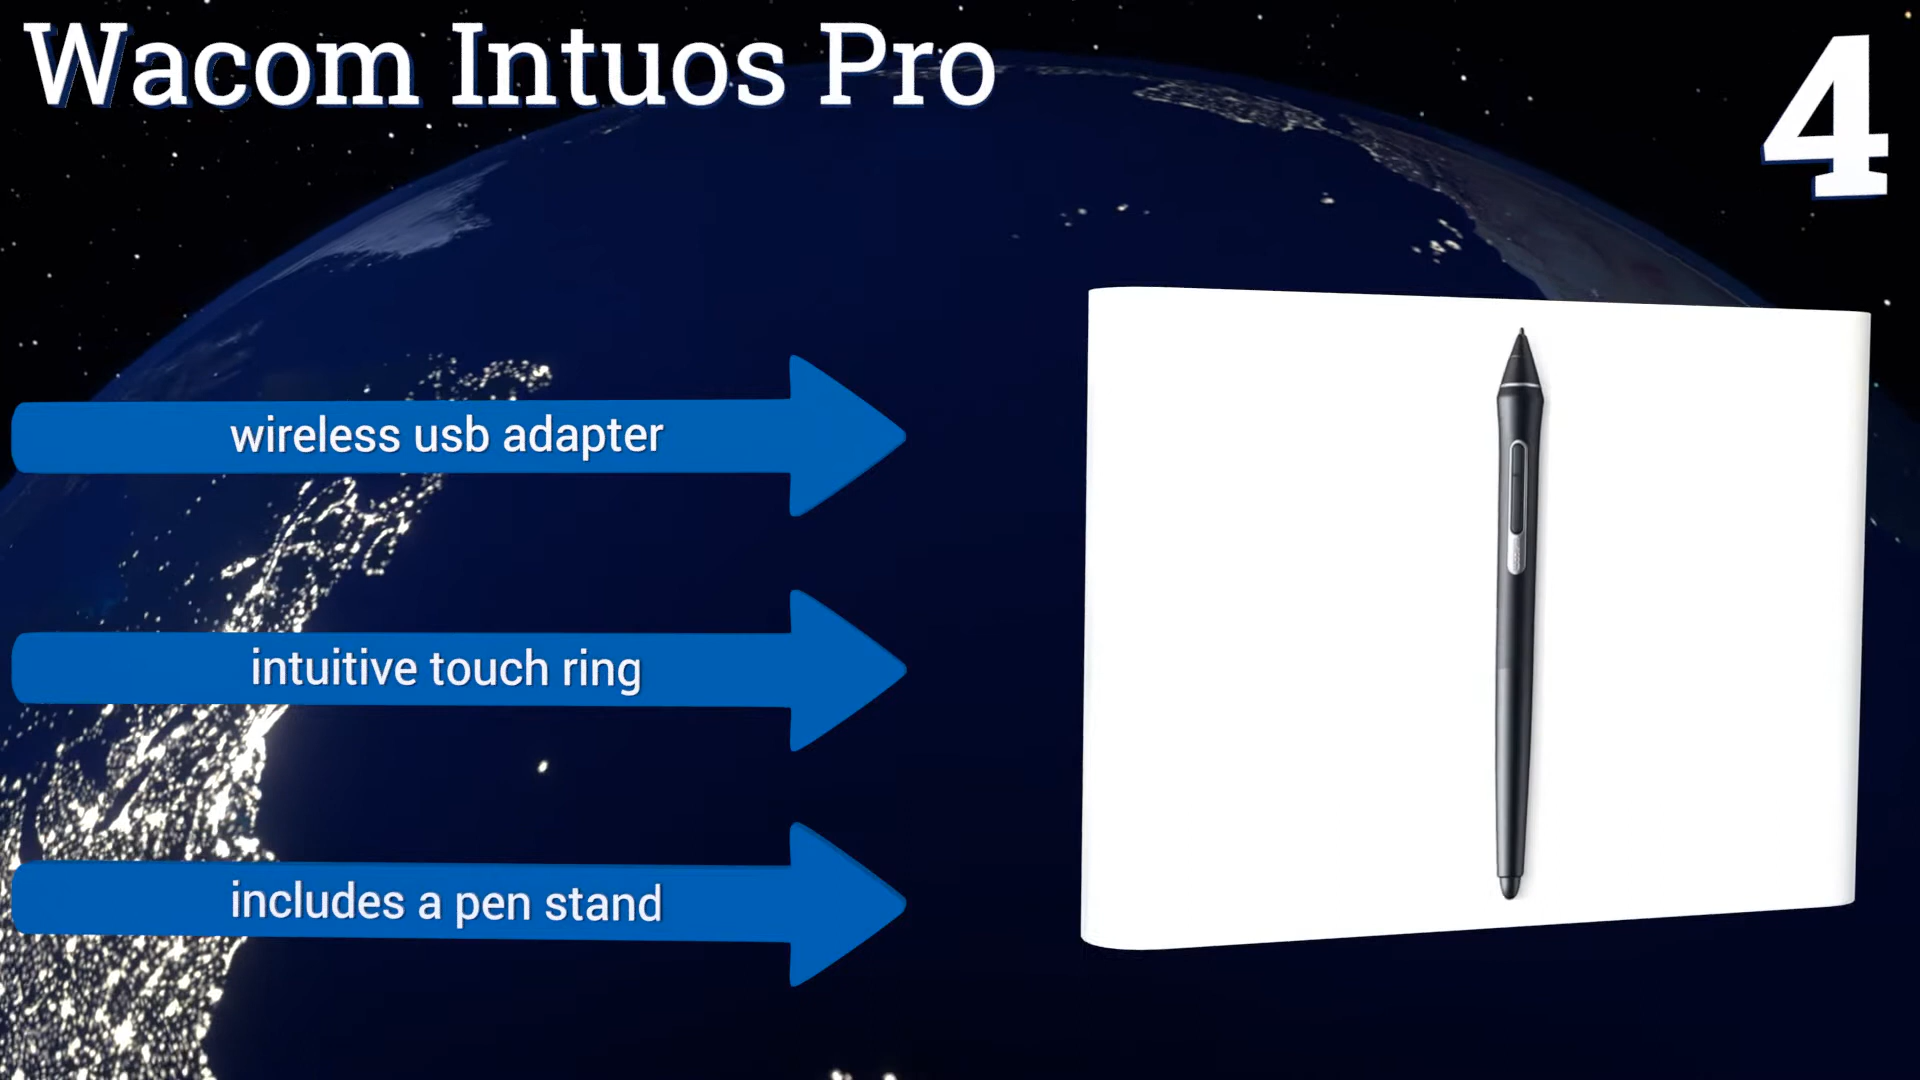 Wacom Intuos Pro
4
wireless usb adapter
intuitive touch ring
includes a pen stand